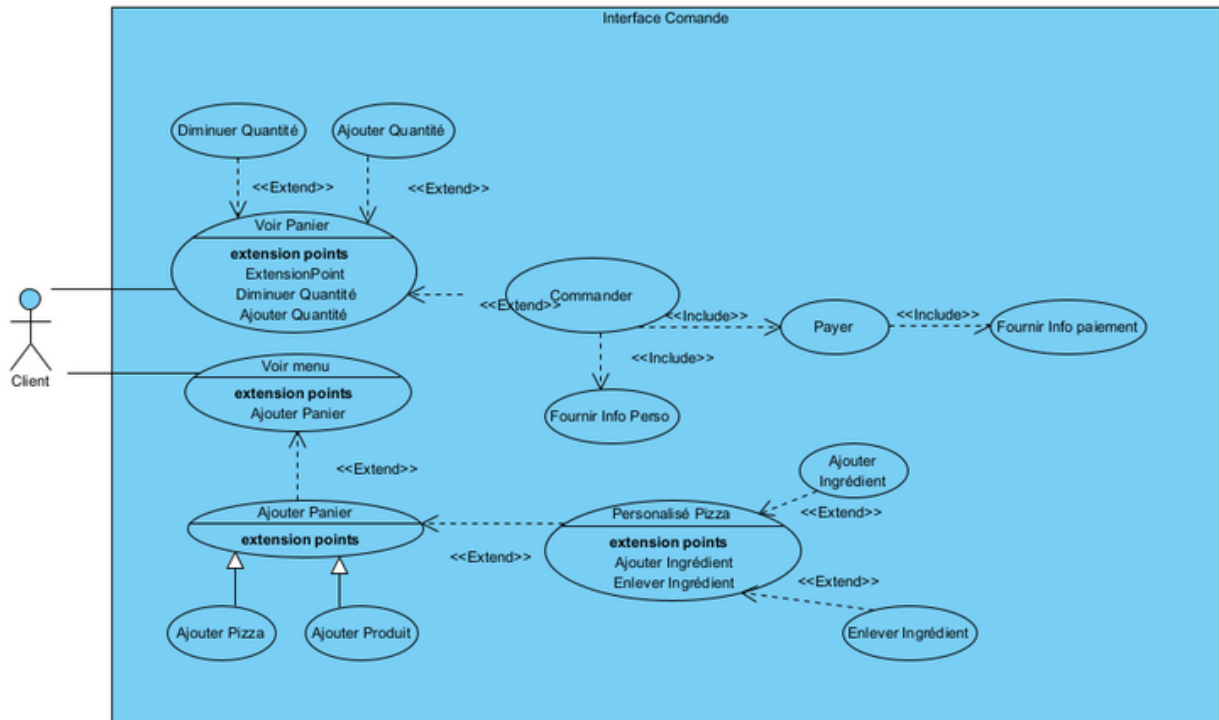 Interface Comande
Diminuer Quantité
Ajouter Quantité
<<Extend>>
<<Extend>>
Voir Panier
extension points
ExtensionPoint
Diminuer Quantité
Ajouter Quantité
<<Extend>>
Commander
<<Include>>
Payer
<<Include>>
Fournir Info paiement
<<Include>>
Fournir Info Perso
Client
Voir menu
extension points
Ajouter Panier
<<Extend>>
Ajouter
Ingrédient
<<Extend>>
Ajouter Panier
extension points
<<Extend>>
Personalisé Pizza
extension points
Ajouter Ingrédient
Enlever Ingrédient
<<Extend>>
Ajouter Pizza
Ajouter Produit
Enlever Ingrédient